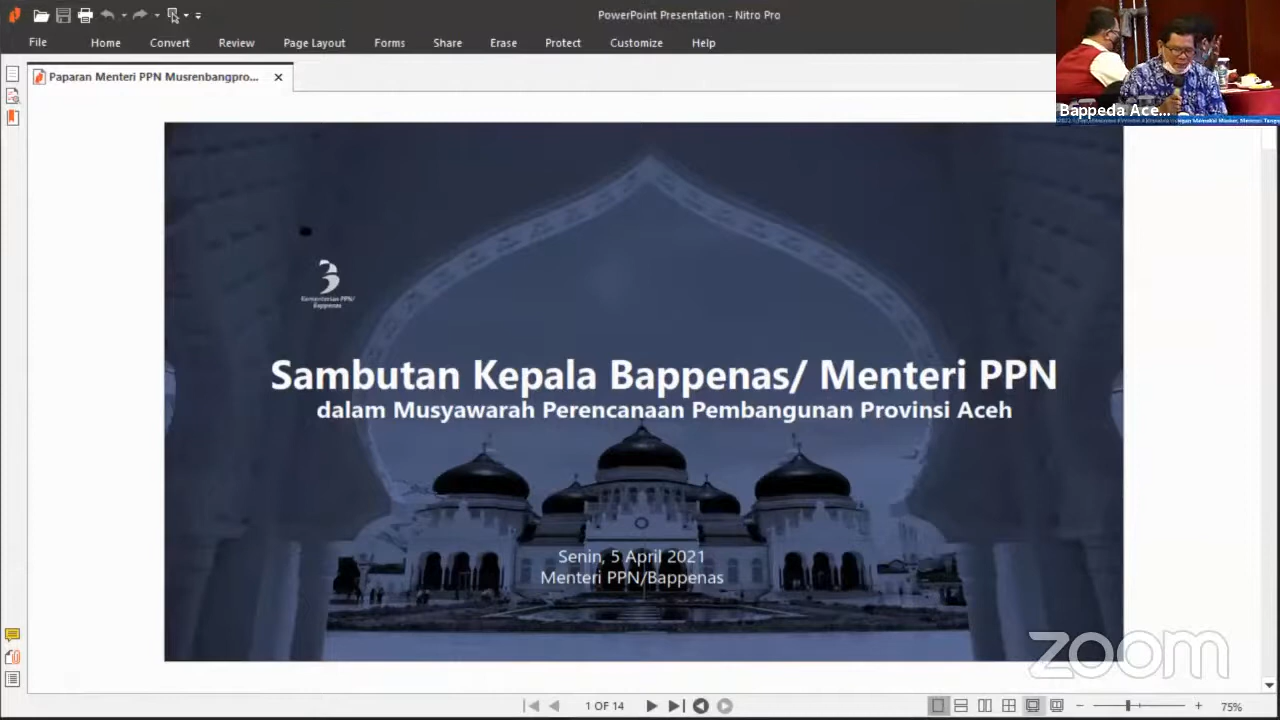 PowerPoint Presentation - Nitro Pro
File Home Convert Review Page Layout Forms Share Erase Protect Customize Help
Paparan Menteri PPN Musrenbangpro...
Bappeda Ace...
Kementerian PPN/
Bappenas
Sambutan Kepala Bappenas/ Menteri PPN
dalam Musyawarah Perencanaan Pembangunan Provinsi Aceh
Senin, 5 April 2021
Menteri PPN/Bappenas
zoom
1 OF 14
75%